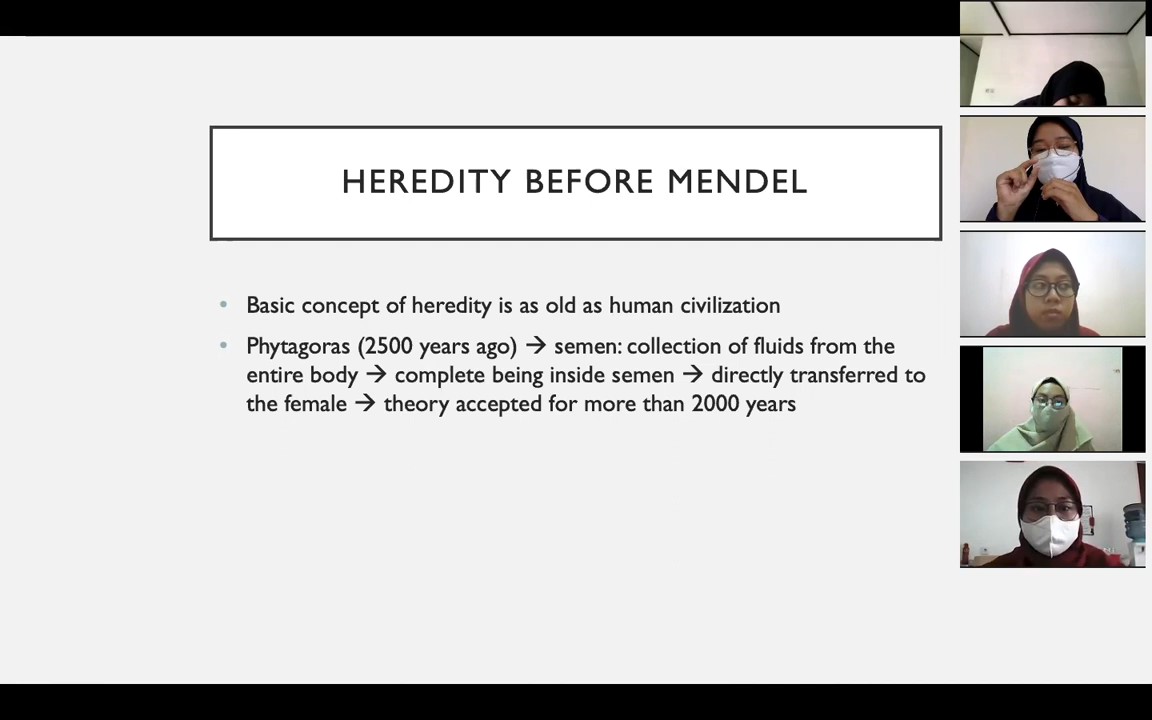 HEREDITY BEFORE MENDEL
• Basic concept of heredity is as old as human civilization
• Phytagoras (2500 years ago) → semen: collection of fluids from the
entire body → complete being inside semen → directly transferred to
the female → theory accepted for more than 2000 years